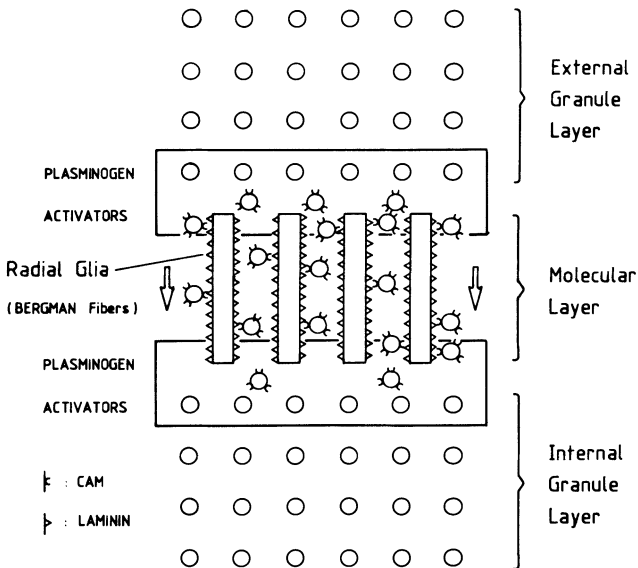 External
Granule
Layer
PLASMINOGEN
ACTIVATORS
Radial Glia
(BERGMAN Fibers)
Molecular
Layer
PLASMINOGEN
ACTIVATORS
Internal
Granule
Layer
: CAM
: LAMININ